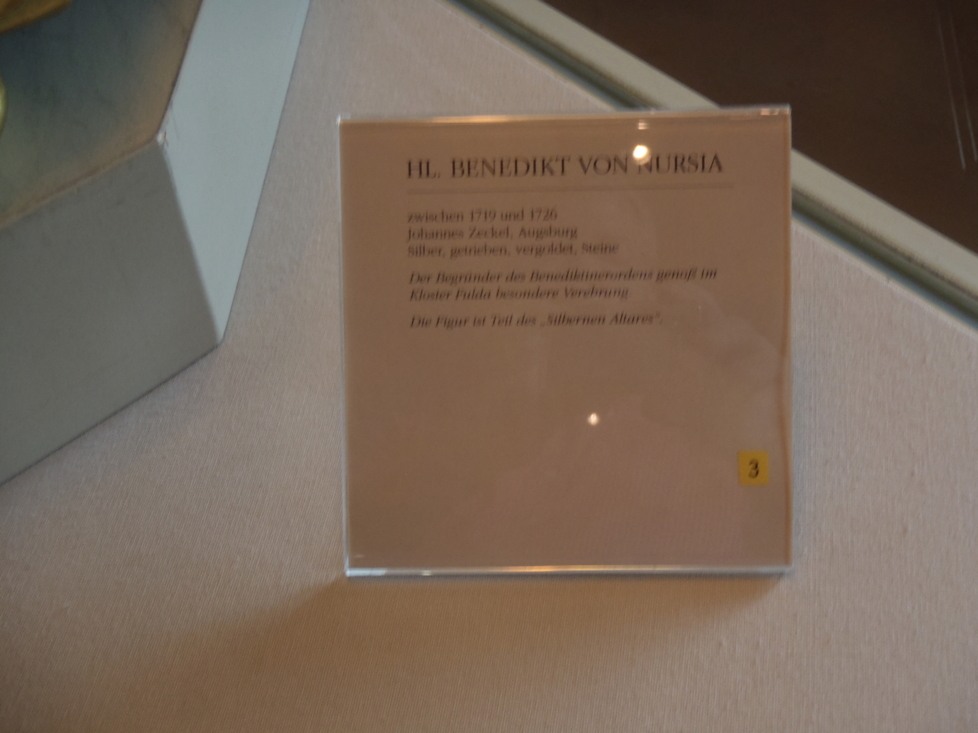 HL. BENEDIKT VON NURSIA
zwischen 1719 und 1726
Johannes Zeckel, Augsburg
Silber, getrieben, vergoldet, Steine
Der Begründer des Benediktinerordens genoß im
Kloster Fulda besondere Verehrung
Die Figur ist Teil des „Silbernen Altares“.
3